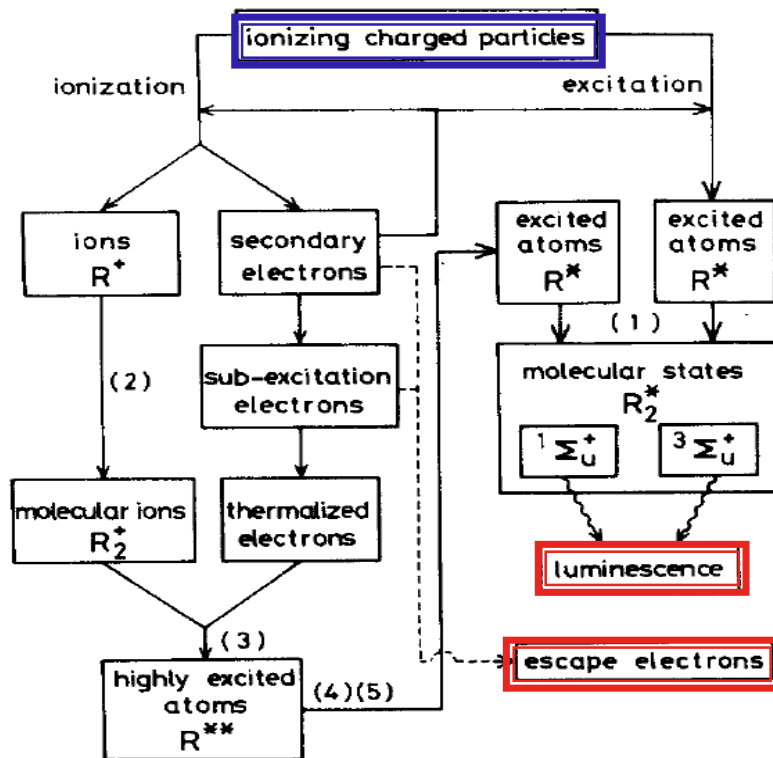 ionizing charged particles
ionization
excitation
ions
R⁺
secondary
electrons
excited
atoms
R*
excited
atoms
R*
(1)
(2)
sub-excitation
electrons
molecular states
R₂*
¹Σᵤ⁺
³Σᵤ⁺
molecular ions
R₂⁺
thermalized
electrons
luminescence
(3)
escape electrons
highly excited
atoms
R**
(4)(5)